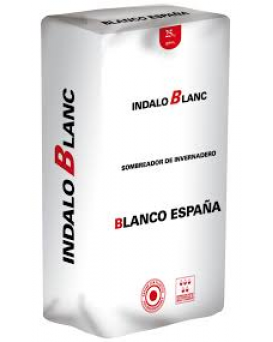 25
INDALO BLANC
SOMBREADOR DE INVERNADERO
BLANCO ESPAÑA
INDALO BLANC